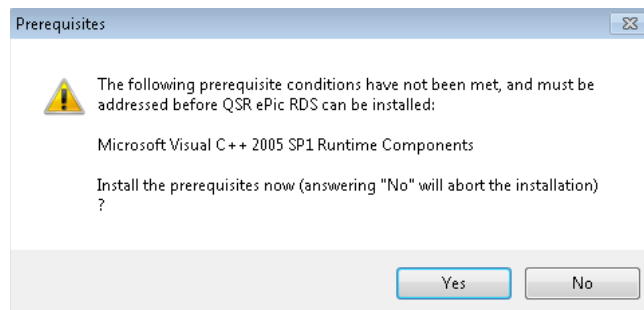 Prerequisites
The following prerequisite conditions have not been met, and must be
addressed before QSR ePic RDS can be installed:
Microsoft Visual C++ 2005 SP1 Runtime Components
Install the prerequisites now (answering "No" will abort the installation)
?
Yes
No